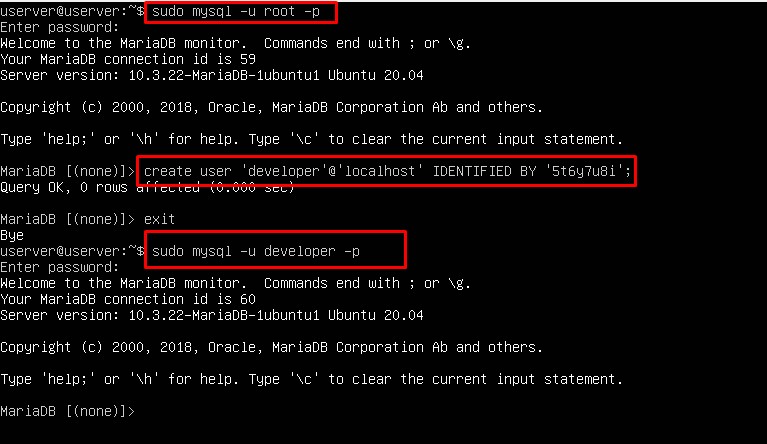 userver@userver:~$ sudo mysql -u root -p
Enter password:
Welcome to the MariaDB monitor.  Commands end with ; or \g.
Your MariaDB connection id is 59
Server version: 10.3.22-MariaDB-1ubuntu1 Ubuntu 20.04
Copyright (c) 2000, 2018, Oracle, MariaDB Corporation Ab and others.
Type 'help;' or '\h' for help. Type '\c' to clear the current input statement.
MariaDB [(none)]> create user 'developer'@'localhost' IDENTIFIED BY '5t6y7u8i';
Query OK, 0 rows affected (0.000 sec)
MariaDB [(none)]> exit
Bye
userver@userver:~$ sudo mysql -u developer -p
Enter password:
Welcome to the MariaDB monitor.  Commands end with ; or \g.
Your MariaDB connection id is 60
Server version: 10.3.22-MariaDB-1ubuntu1 Ubuntu 20.04
Copyright (c) 2000, 2018, Oracle, MariaDB Corporation Ab and others.
Type 'help;' or '\h' for help. Type '\c' to clear the current input statement.
MariaDB [(none)]>